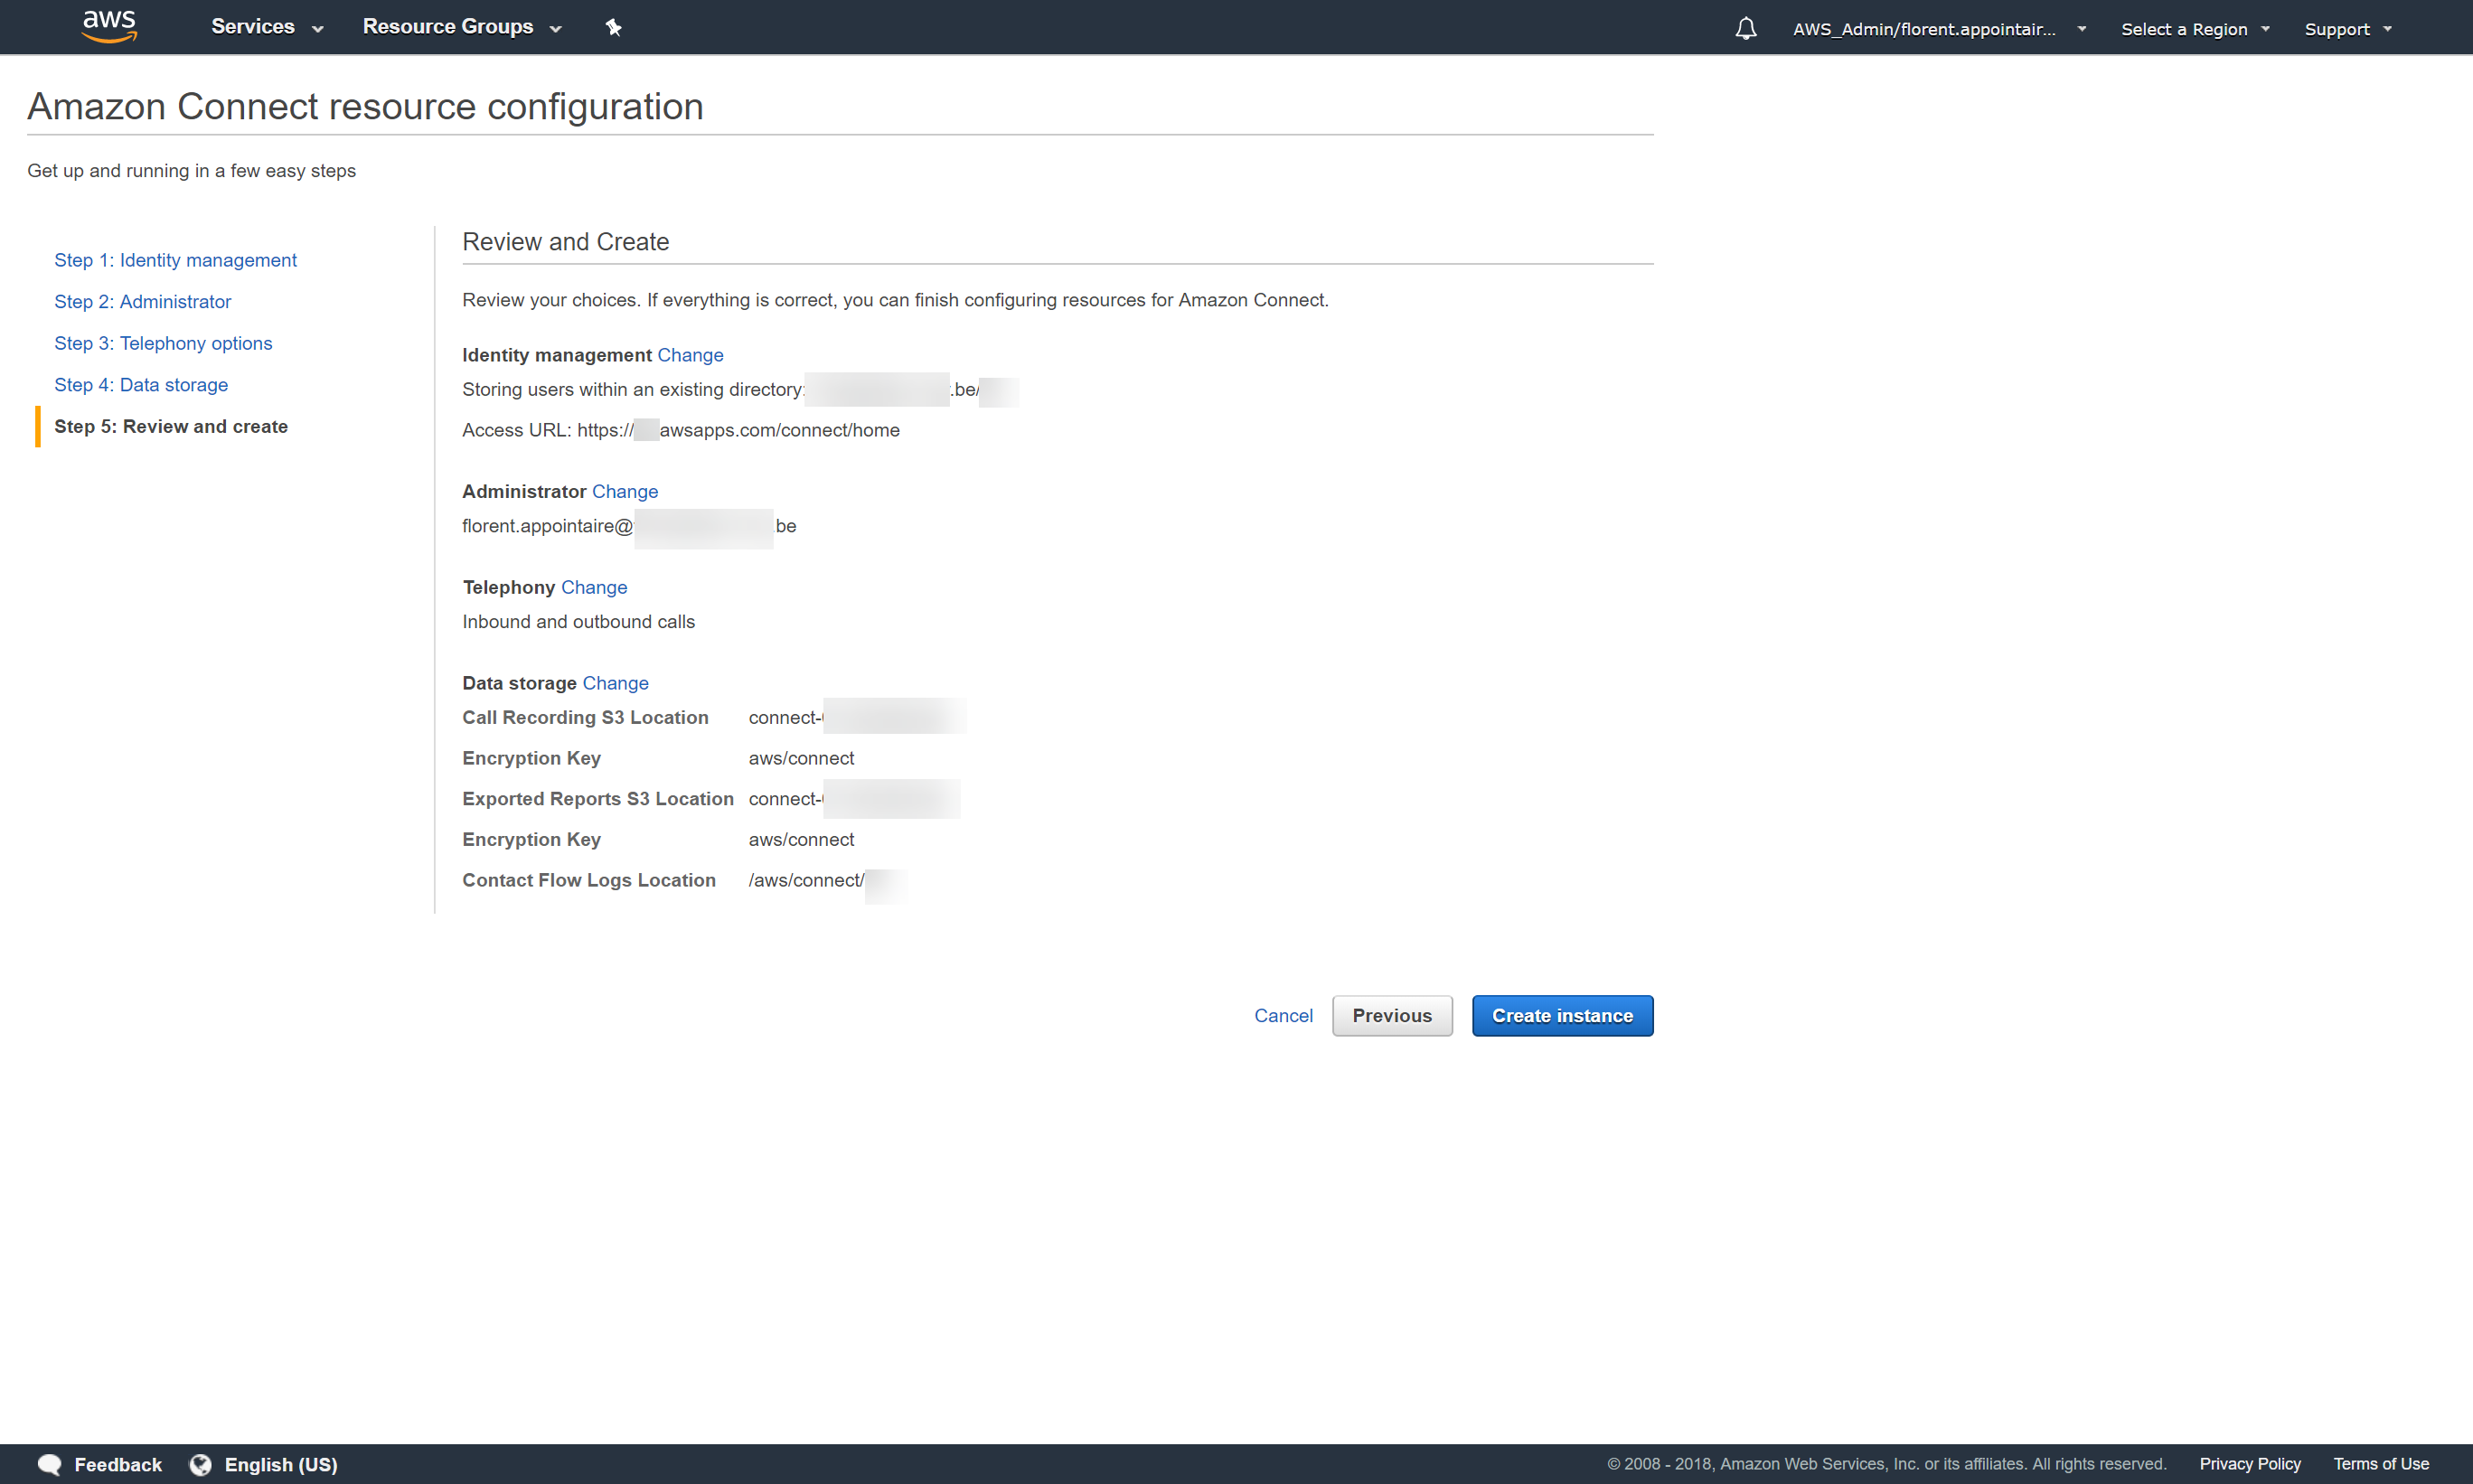 aws Services Resource Groups AWS_Admin/florent.appointair... Select a Region Support
Amazon Connect resource configuration
Get up and running in a few easy steps
Step 1: Identity management
Step 2: Administrator
Step 3: Telephony options
Step 4: Data storage
Step 5: Review and create
Review and Create
Review your choices. If everything is correct, you can finish configuring resources for Amazon Connect.
Identity management Change
Storing users within an existing directory: .be/
Access URL: https:// awsapps.com/connect/home
Administrator Change
florent.appointaire@ .be
Telephony Change
Inbound and outbound calls
Data storage Change
Call Recording S3 Location connect-
Encryption Key aws/connect
Exported Reports S3 Location connect-
Encryption Key aws/connect
Contact Flow Logs Location /aws/connect/
Cancel Previous Create instance
Feedback English (US) © 2008 - 2018, Amazon Web Services, Inc. or its affiliates. All rights reserved. Privacy Policy Terms of Use